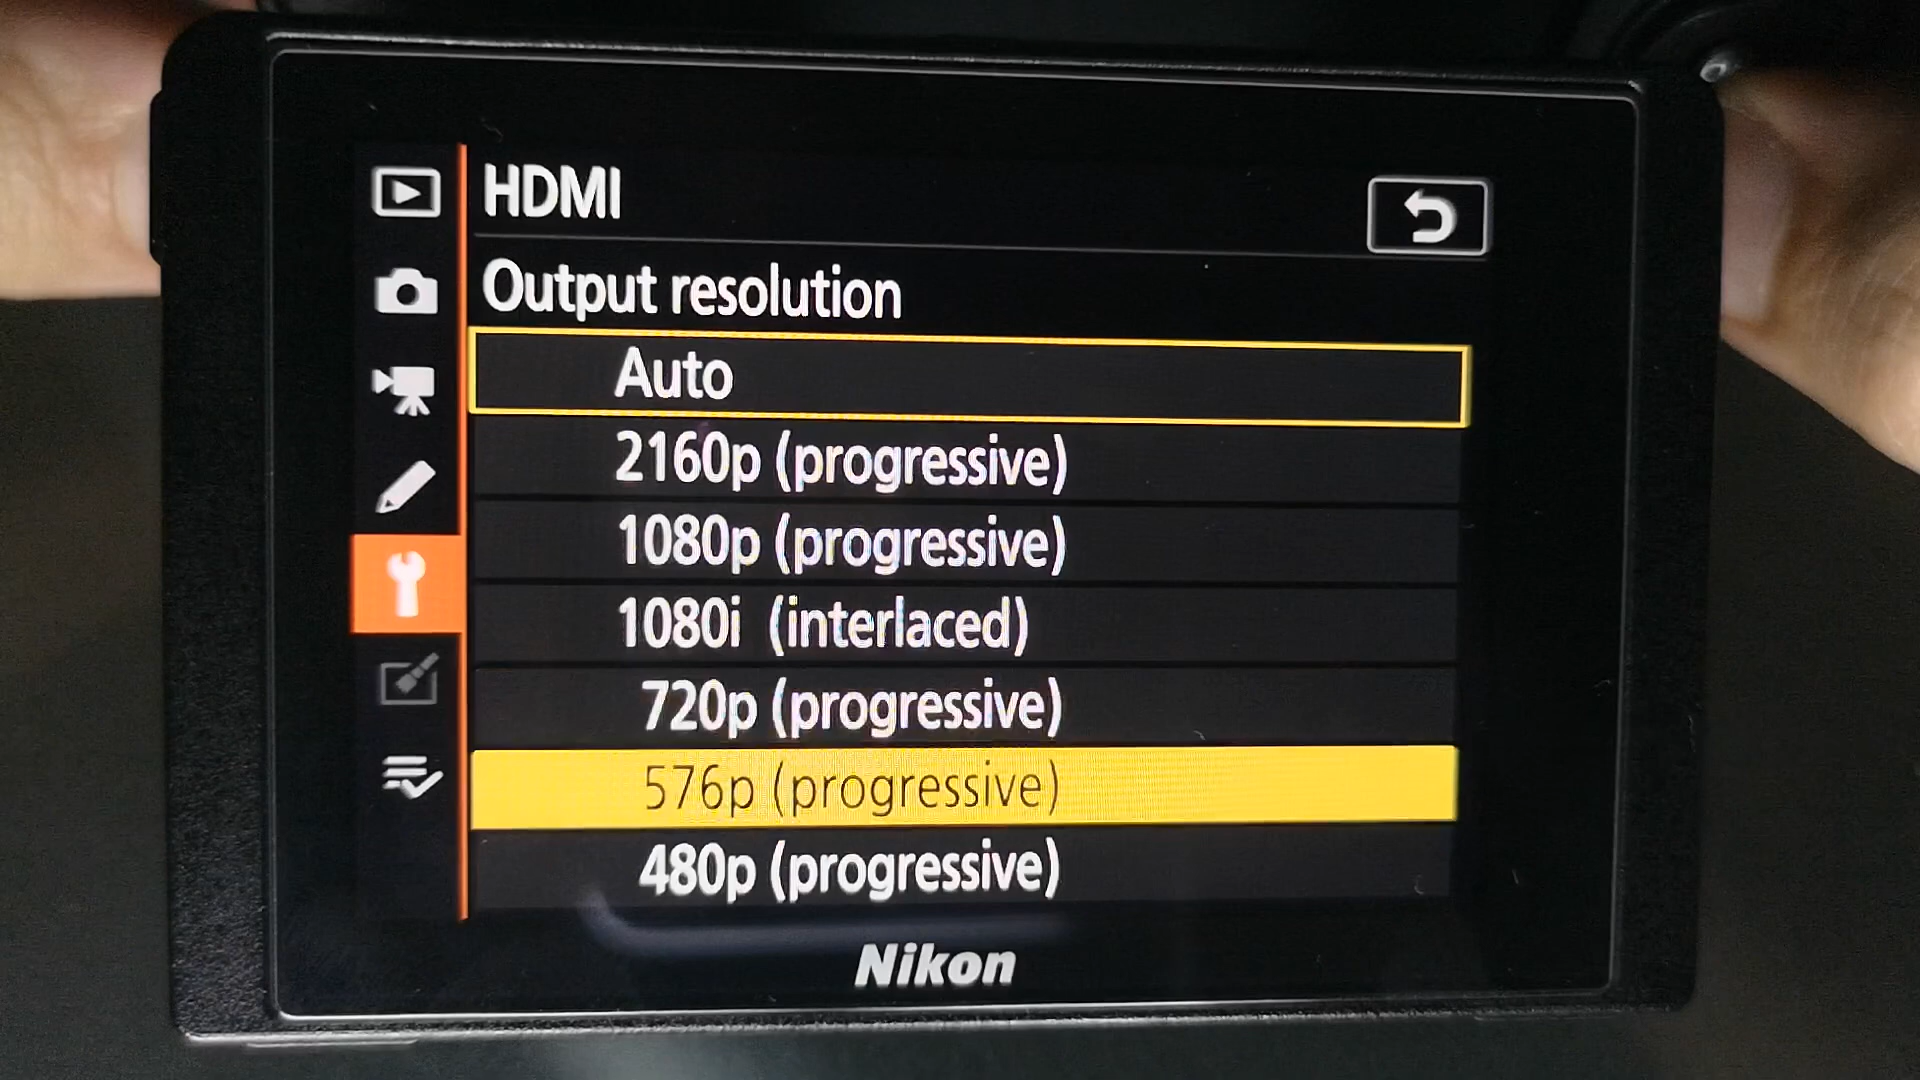 HDMI
Output resolution
Auto
2160p (progressive)
1080p (progressive)
1080i (interlaced)
720p (progressive)
576p (progressive)
480p (progressive)
Nikon